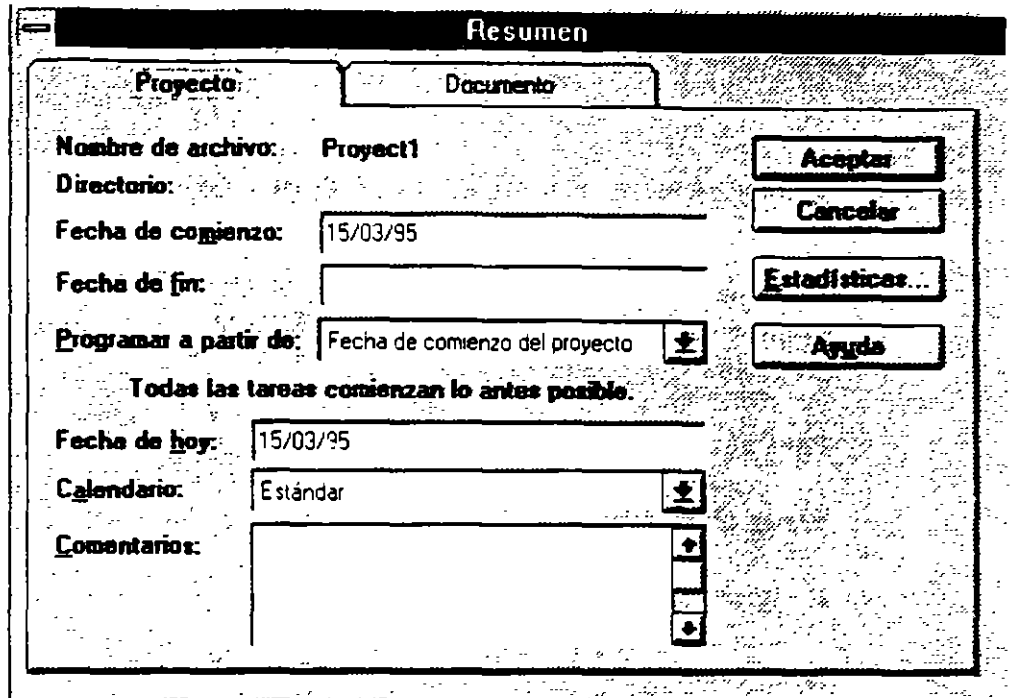 Resumen
Proyecto Documento
Nombre de archivo: Proyect1
Directorio:
Fecha de comienzo: 15/03/95
Fecha de fin:
Programar a partir de: Fecha de comienzo del proyecto
Todas las tareas comienzan lo antes posible.
Fecha de hoy: 15/03/95
Calendario: Estándar
Comentarios:
Aceptar
Cancelar
Estadísticas...
Ayuda